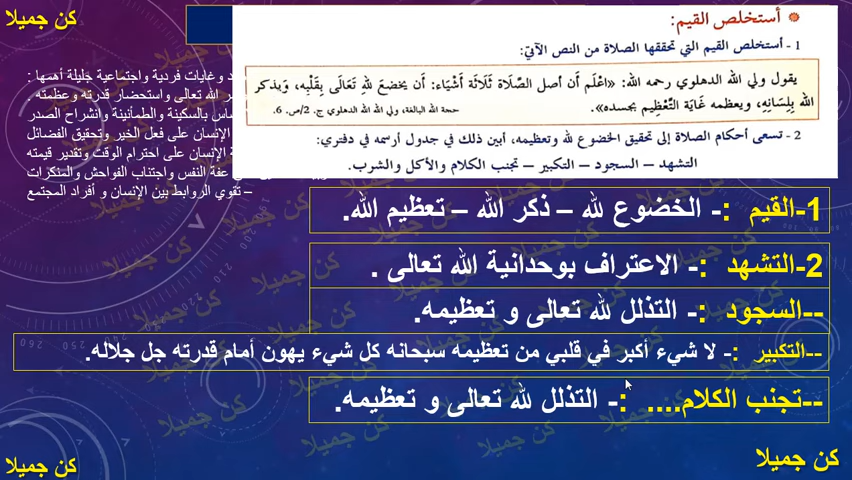 كن جميلا
أستخلص القيم:
1 - أستخلص القيم التي تحققها الصلاة من النص الآتي:
يقول ولي الله الدهلوي رحمه الله: «اعْلَم أن أصل الصَّلَاة ثَلَاثَة أَشْيَاء: أن يخضع لله تَعَالَى بِقَلْبِه، وَيذكر
الله بِلِسَانِهِ، ويعظمه غَايَة التَّعْظِيم بجسده».
حجة الله البالغة، ولي الله الدهلوي ج. 2/ص. 6.
2 - تسعى أحكام الصلاة إلى تحقيق الخضوع لله وتعظيمه، أبين ذلك في جدول أرسمه في دفتري:
التشهد – السجود – التكبير – تجنب الكلام والأكل والشرب.
د وغايات فردية واجتماعية جليلة أهمها :
ر الله تعالى واستحضار قدرته وعظمته .
ساس بالسكينة والطمأنينة وانشراح الصدر
الإنسان على فعل الخير وتحقيق الفضائل
ة الإنسان على احترام الوقت وتقدير قيمته
عفة النفس واجتناب الفواحش والمنكرات
– تقوي الروابط بين الإنسان و أفراد المجتمع
1-القيم :- الخضوع لله – ذكر الله – تعظيم الله.
2-التشهد :- الاعتراف بوحدانية الله تعالى .
--السجود :- التذلل لله تعالى و تعظيمه.
--التكبير :- لا شيء أكبر في قلبي من تعظيمه سبحانه كل شيء يهون أمام قدرته جل جلاله.
--تجنب الكلام.... :- التذلل لله تعالى و تعظيمه.
كن جميلا
كن جميلا